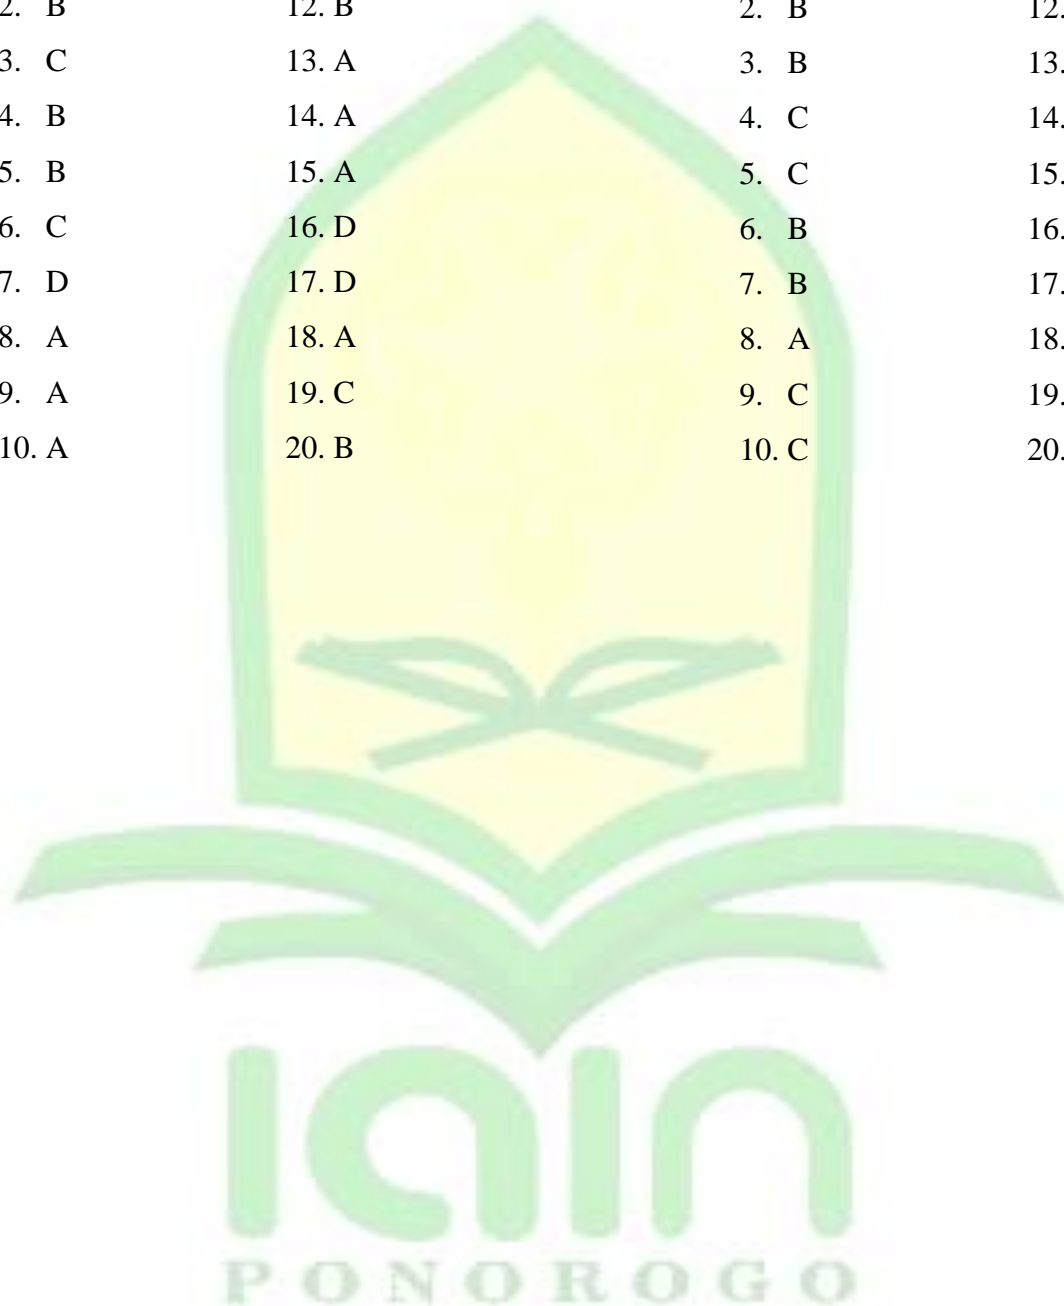 2. B 12. B 2. B 12.
3. C 13. A 3. B 13.
4. B 14. A 4. C 14.
5. B 15. A 5. C 15.
6. C 16. D 6. B 16.
7. D 17. D 7. B 17.
8. A 18. A 8. A 18.
9. A 19. C 9. C 19.
10. A 20. B 10. C 20.
iain
PONOROGO